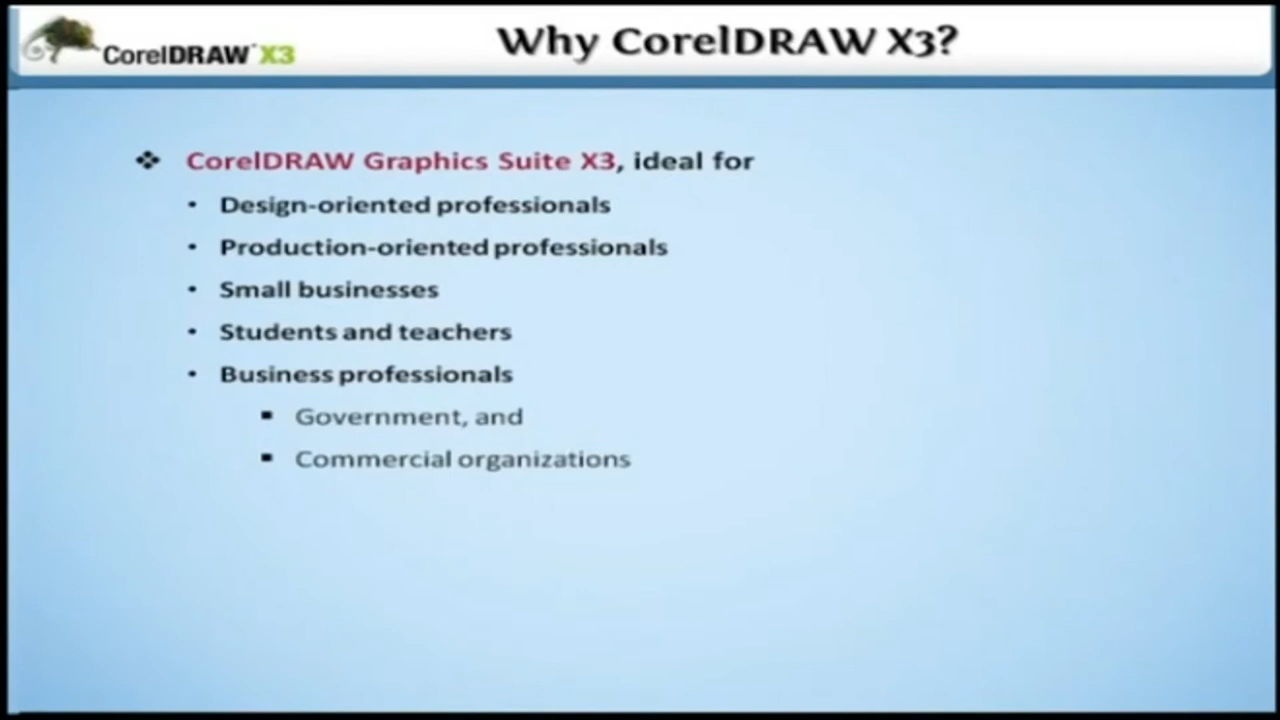 CorelDRAW X3
Why CorelDRAW X3?
❖ CorelDRAW Graphics Suite X3, ideal for
• Design-oriented professionals
• Production-oriented professionals
• Small businesses
• Students and teachers
• Business professionals
▪ Government, and
▪ Commercial organizations